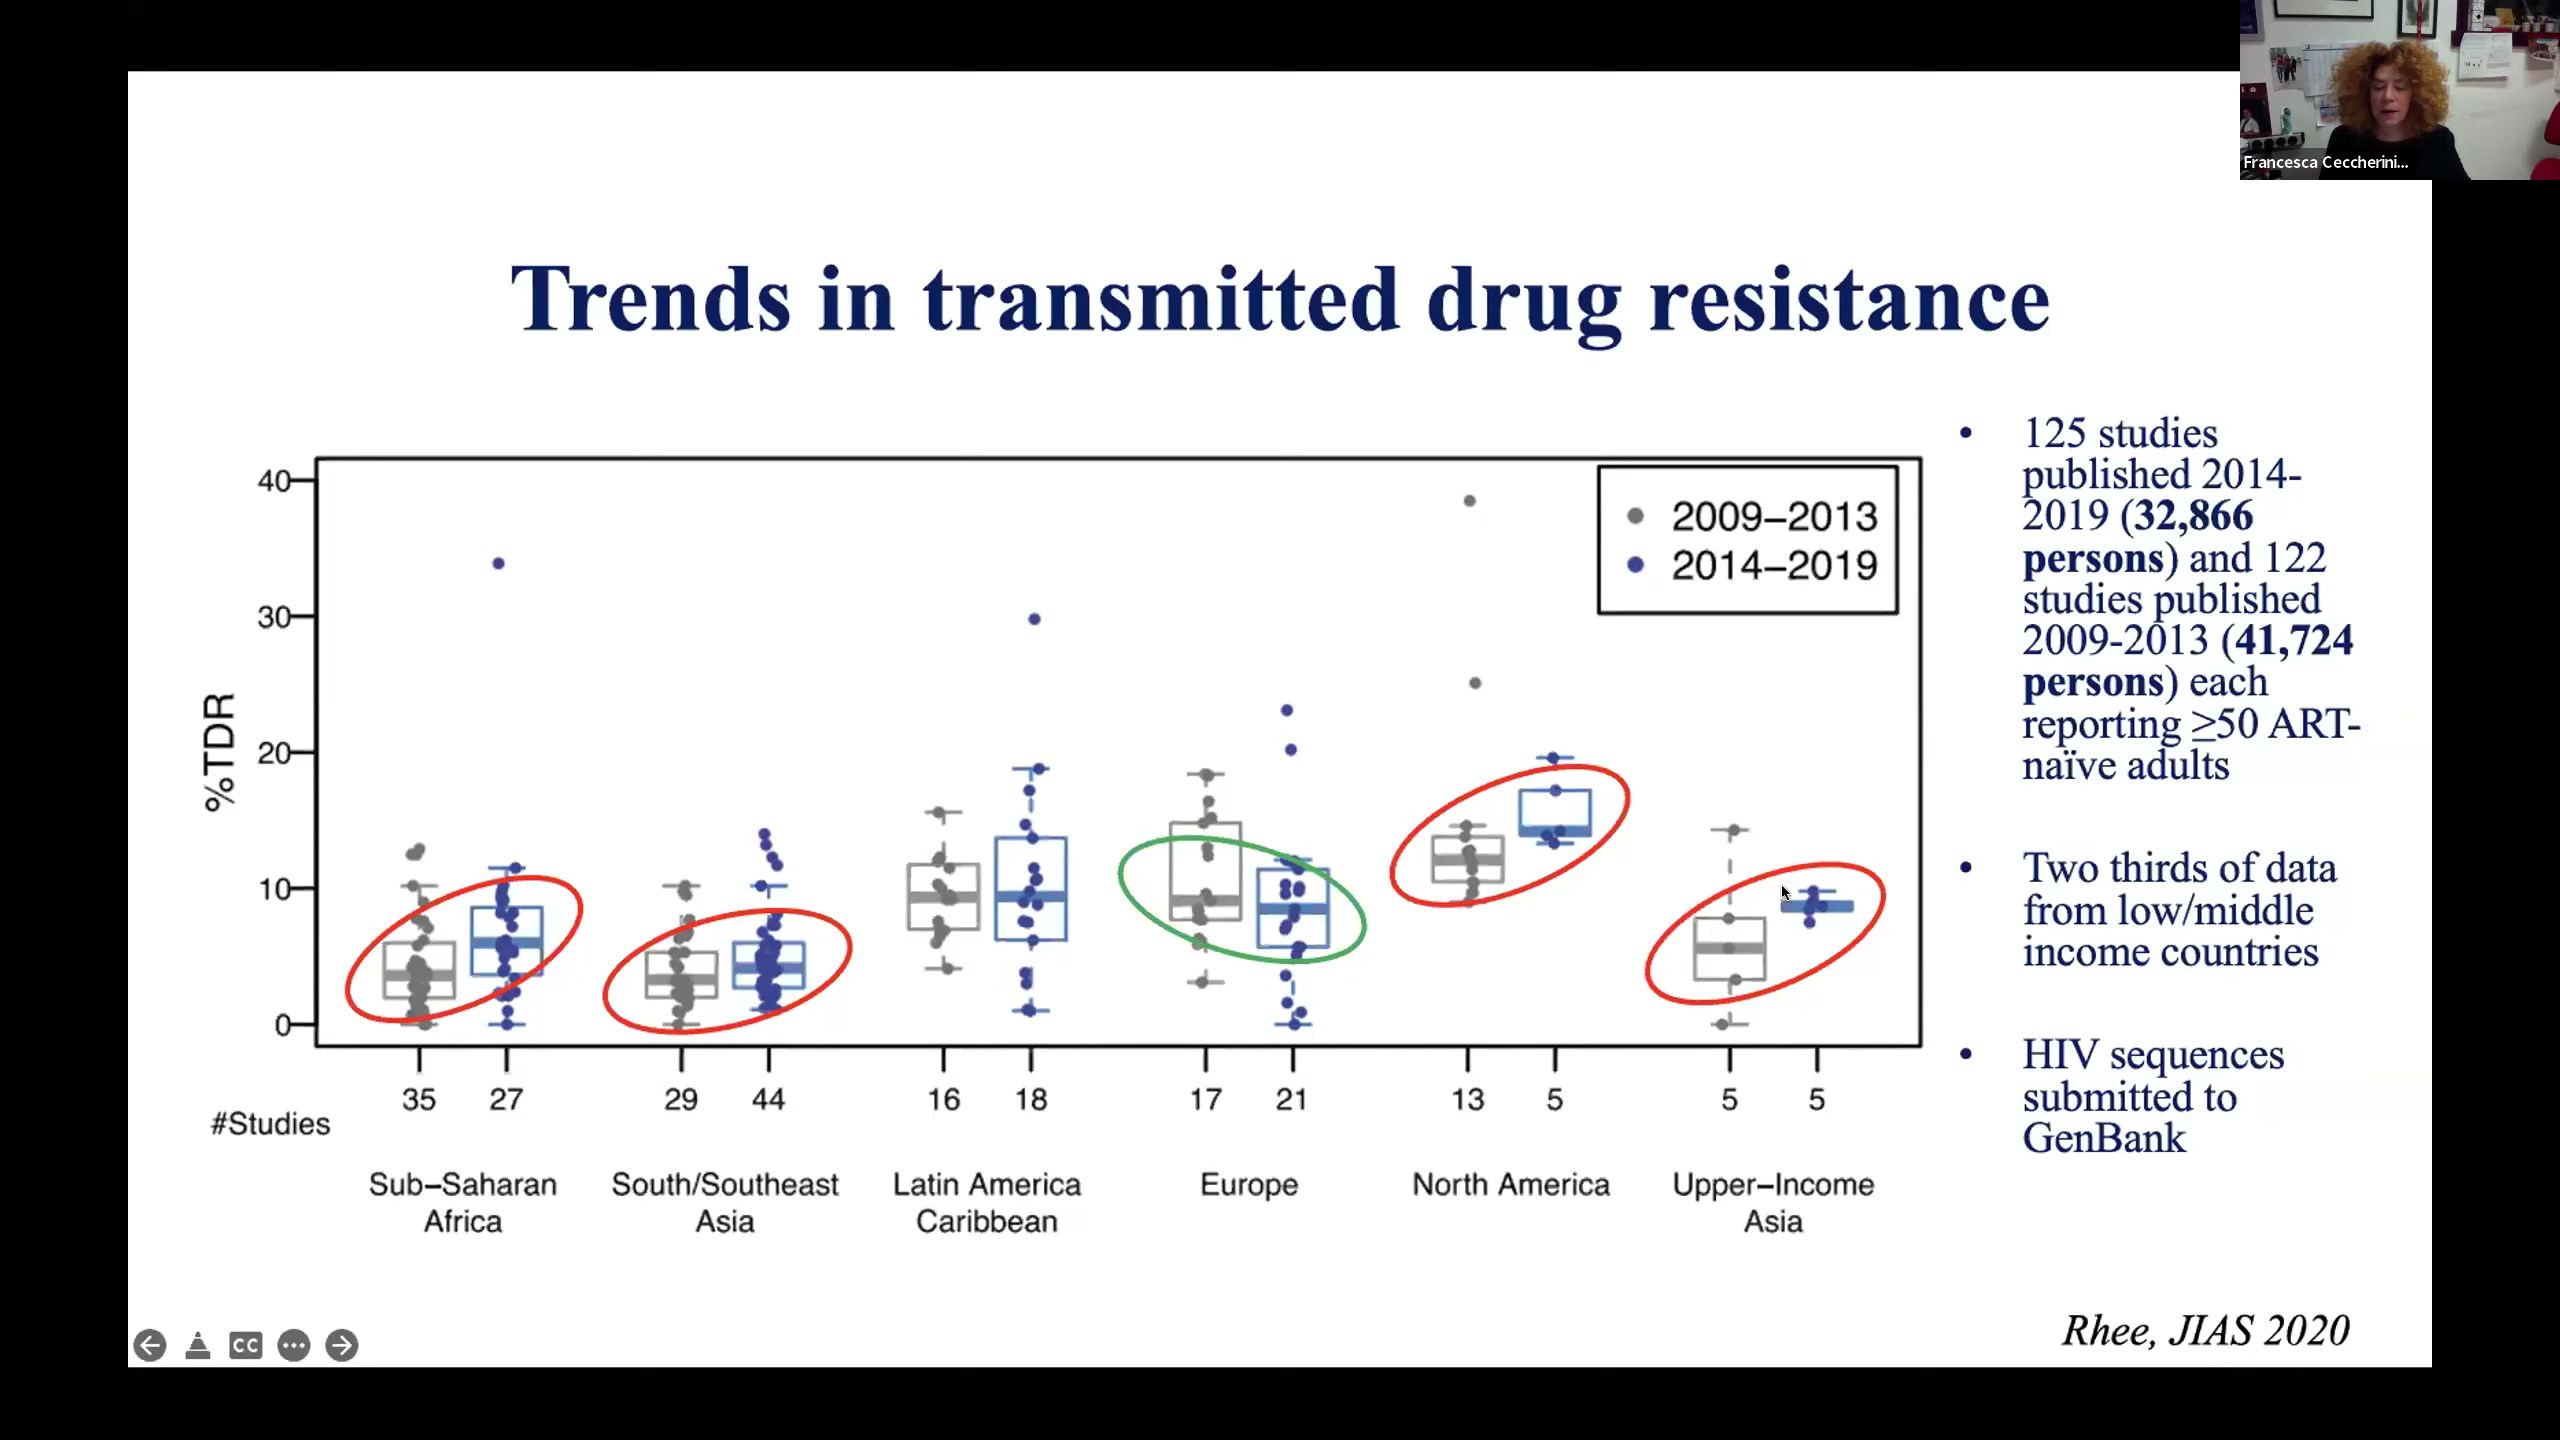 Francesca Ceccherini...
Trends in transmitted drug resistance
40
30
20
10
0
%TDR
2009–2013
2014–2019
35 27 29 44 16 18 17 21 13 5 5 5
#Studies
Sub–Saharan
Africa
South/Southeast
Asia
Latin America
Caribbean
Europe
North America
Upper–Income
Asia
• 125 studies
published 2014-
2019 (32,866
persons) and 122
studies published
2009-2013 (41,724
persons) each
reporting ≥50 ART-
naïve adults
• Two thirds of data
from low/middle
income countries
• HIV sequences
submitted to
GenBank
CC
Rhee, JIAS 2020